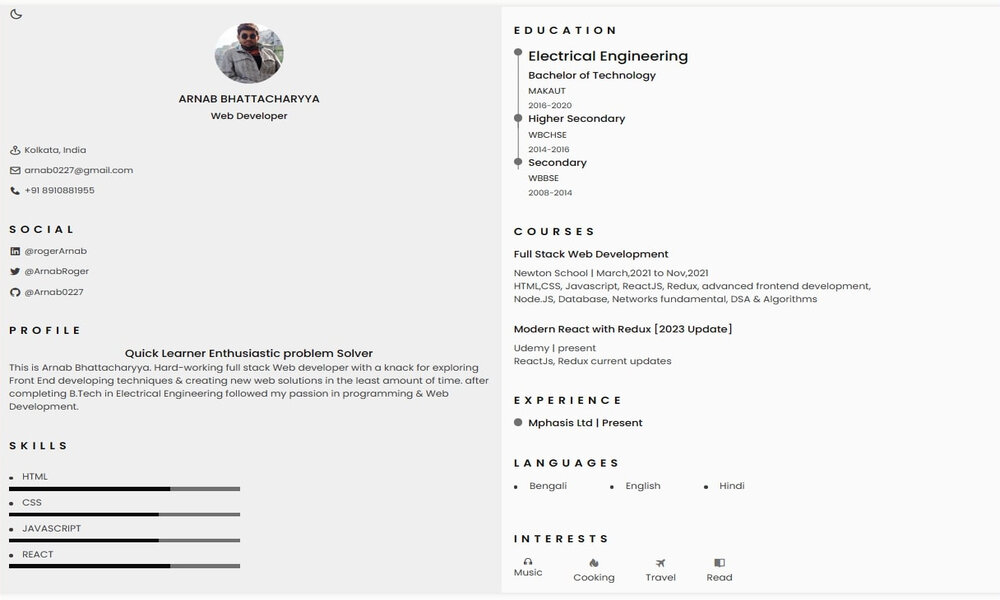 ARNAB BHATTACHARYYA
Web Developer
Kolkata, India
arnab0227@gmail.com
+91 8910881955
SOCIAL
@rogerArnab
@ArnabRoger
@Arnab0227
PROFILE
Quick Learner Enthusiastic problem Solver
This is Arnab Bhattacharyya. Hard-working full stack Web developer with a knack for exploring
Front End developing techniques & creating new web solutions in the least amount of time. after
completing B.Tech in Electrical Engineering followed my passion in programming & Web
Development.
SKILLS
HTML
CSS
JAVASCRIPT
REACT
EDUCATION
Electrical Engineering
Bachelor of Technology
MAKAUT
2016-2020
Higher Secondary
WBCHSE
2014-2016
Secondary
WBBSE
2008-2014
COURSES
Full Stack Web Development
Newton School | March,2021 to Nov,2021
HTML,CSS, Javascript, ReactJS, Redux, advanced frontend development,
Node.JS, Database, Networks fundamental, DSA & Algorithms
Modern React with Redux [2023 Update]
Udemy | present
ReactJs, Redux current updates
EXPERIENCE
Mphasis Ltd | Present
LANGUAGES
Bengali English Hindi
INTERESTS
Music Cooking Travel Read